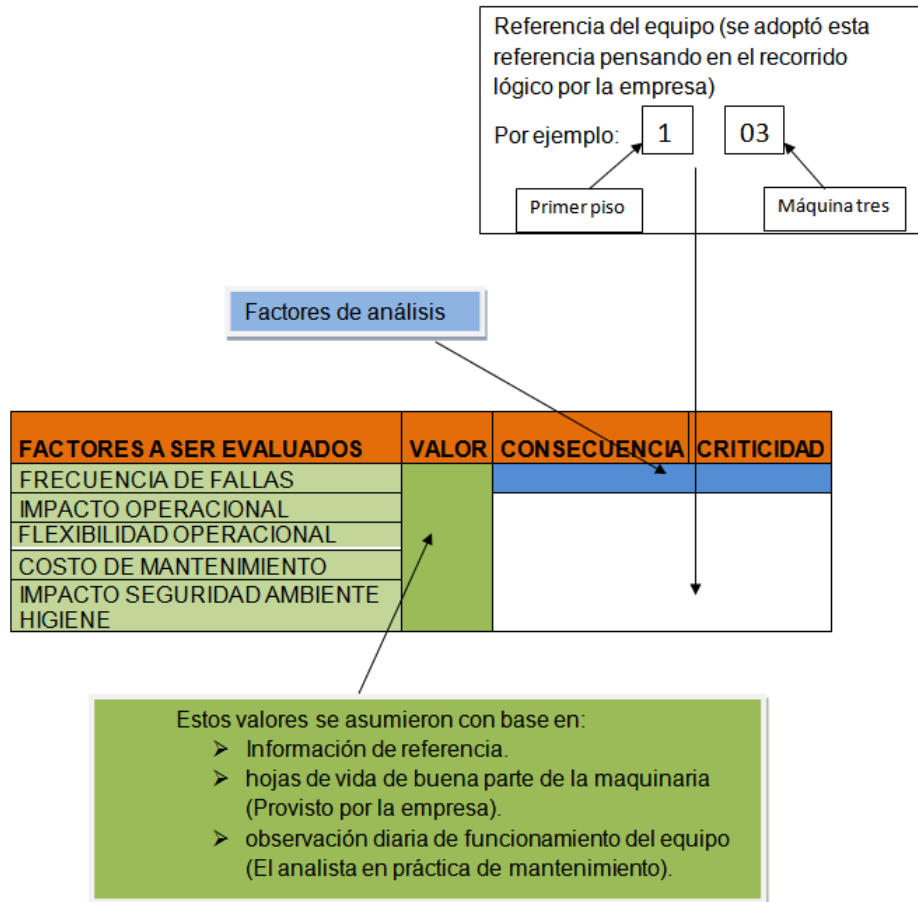 Referencia del equipo (se adoptó esta
referencia pensando en el recorrido
lógico por la empresa)
Por ejemplo:
1
03
Primer piso
Máquina tres
Factores de análisis
FACTORES A SER EVALUADOS VALOR CONSECUENCIA CRITICIDAD
FRECUENCIA DE FALLAS
IMPACTO OPERACIONAL
FLEXIBILIDAD OPERACIONAL
COSTO DE MANTENIMIENTO
IMPACTO SEGURIDAD AMBIENTE
HIGIENE
Estos valores se asumieron con base en:
➢ Información de referencia.
➢ hojas de vida de buena parte de la maquinaria
(Provisto por la empresa).
➢ observación diaria de funcionamiento del equipo
(El analista en práctica de mantenimiento).